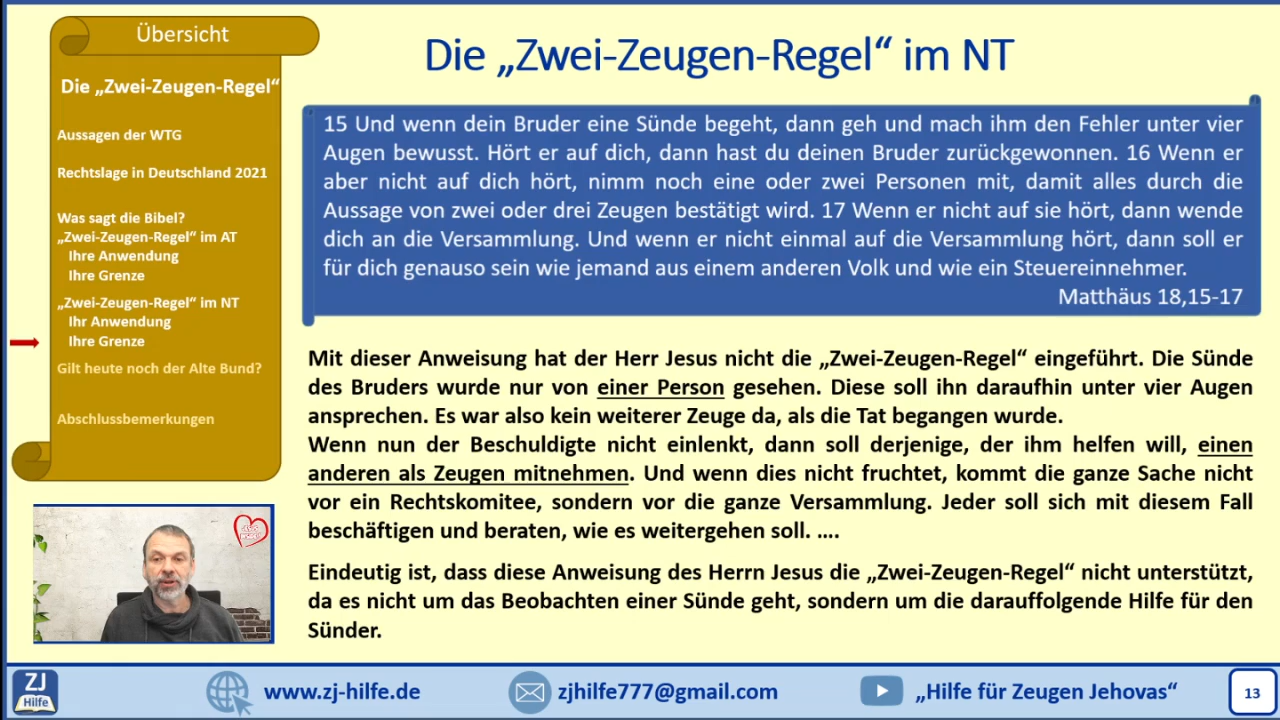 Übersicht
Die „Zwei-Zeugen-Regel“
Aussagen der WTG
Rechtslage in Deutschland 2021
Was sagt die Bibel?
„Zwei-Zeugen-Regel“ im AT
Ihre Anwendung
Ihre Grenze
„Zwei-Zeugen-Regel“ im NT
Ihr Anwendung
Ihre Grenze
Gilt heute noch der Alte Bund?
Abschlussbemerkungen
Die „Zwei-Zeugen-Regel“ im NT
15 Und wenn dein Bruder eine Sünde begeht, dann geh und mach ihm den Fehler unter vier
Augen bewusst. Hört er auf dich, dann hast du deinen Bruder zurückgewonnen. 16 Wenn er
aber nicht auf dich hört, nimm noch eine oder zwei Personen mit, damit alles durch die
Aussage von zwei oder drei Zeugen bestätigt wird. 17 Wenn er nicht auf sie hört, dann wende
dich an die Versammlung. Und wenn er nicht einmal auf die Versammlung hört, dann soll er
für dich genauso sein wie jemand aus einem anderen Volk und wie ein Steuereinnehmer.
Matthäus 18,15-17
Mit dieser Anweisung hat der Herr Jesus nicht die „Zwei-Zeugen-Regel“ eingeführt. Die Sünde
des Bruders wurde nur von einer Person gesehen. Diese soll ihn daraufhin unter vier Augen
ansprechen. Es war also kein weiterer Zeuge da, als die Tat begangen wurde.
Wenn nun der Beschuldigte nicht einlenkt, dann soll derjenige, der ihm helfen will, einen
anderen als Zeugen mitnehmen. Und wenn dies nicht fruchtet, kommt die ganze Sache nicht
vor ein Rechtskomitee, sondern vor die ganze Versammlung. Jeder soll sich mit diesem Fall
beschäftigen und beraten, wie es weitergehen soll. ....
Eindeutig ist, dass diese Anweisung des Herrn Jesus die „Zwei-Zeugen-Regel“ nicht unterstützt,
da es nicht um das Beobachten einer Sünde geht, sondern um die darauffolgende Hilfe für den
Sünder.
ZJ
Hilfe
www.zj-hilfe.de
zjhilfe777@gmail.com
„Hilfe für Zeugen Jehovas“
13